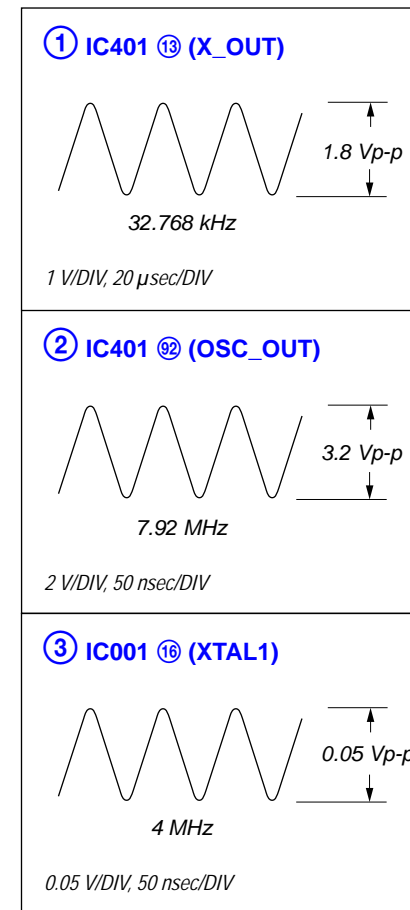 ① IC401 ⑬ (X_OUT)
1.8 Vp-p
32.768 kHz
1 V/DIV, 20 µsec/DIV
② IC401 ㉜ (OSC_OUT)
3.2 Vp-p
7.92 MHz
2 V/DIV, 50 nsec/DIV
③ IC001 ⑯ (XTAL1)
0.05 Vp-p
4 MHz
0.05 V/DIV, 50 nsec/DIV